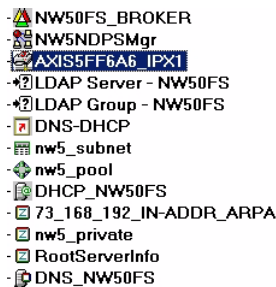 NW50FS_BROKER
NW5NDPSMgr
AXIS5FF6A6_IPX1
LDAP Server - NW50FS
LDAP Group - NW50FS
DNS-DHCP
nw5_subnet
nw5_pool
DHCP_NW50FS
73_168_192_IN-ADDR_ARPA
nw5_private
RootServerInfo
DNS_NW50FS